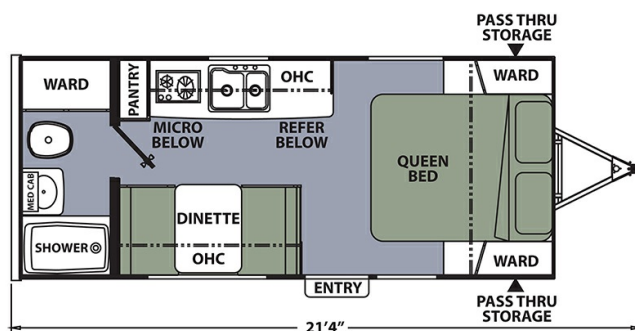 PASS THRU
STORAGE
WARD
PANTRY
OHC
WARD
MICRO
BELOW
REFER
BELOW
QUEEN
BED
MED CAB
DINETTE
SHOWER
OHC
WARD
ENTRY
PASS THRU
STORAGE
21'4"